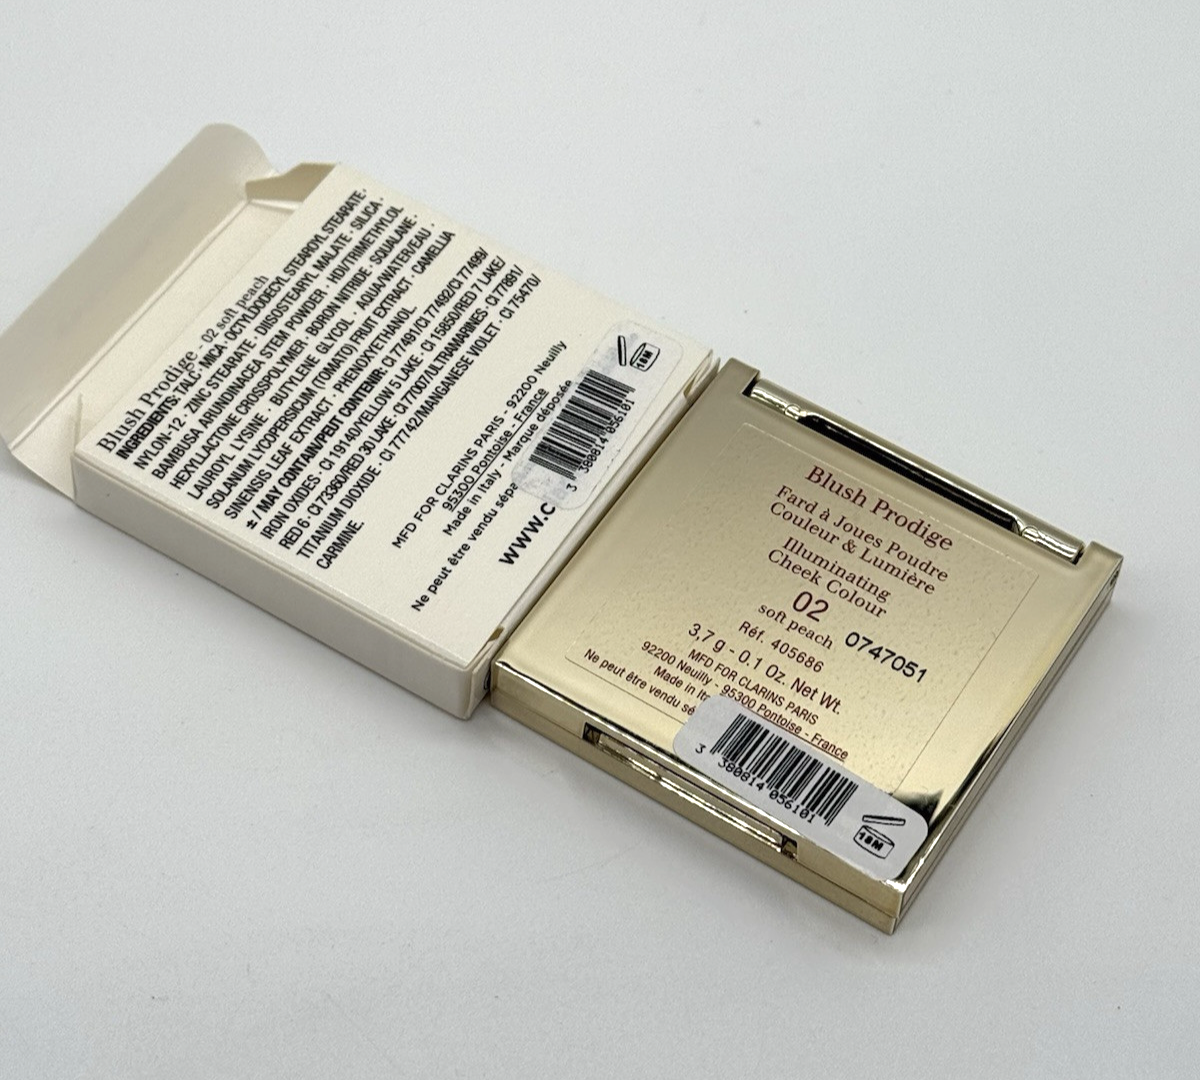 Blush Prodige - 02 soft peach
INGREDIENTS: TALC · MICA · OCTYLDODECYL STEAROYL STEARATE ·
NYLON-12 · ZINC STEARATE · DIISOSTEARYL MALATE · SILICA ·
BAMBUSA ARUNDINACEA STEM POWDER · HDI/TRIMETHYLOL
HEXYLLACTONE CROSSPOLYMER · BORON NITRIDE · SQUALANE ·
LAUROYL LYSINE · BUTYLENE GLYCOL · AQUA/WATER/EAU ·
SOLANUM LYCOPERSICUM (TOMATO) FRUIT EXTRACT · CAMELLIA
SINENSIS LEAF EXTRACT · PHENOXYETHANOL.
± / MAY CONTAIN/PEUT CONTENIR: CI 77491/CI 77492/CI 77499/
IRON OXIDES · CI 19140/YELLOW 5 LAKE · CI 15850/RED 7 LAKE/
RED 6 · CI 73360/RED 30 LAKE · CI 77007/ULTRAMARINES · CI 77891/
TITANIUM DIOXIDE · CI 77742/MANGANESE VIOLET · CI 75470/
CARMINE.
MFD FOR CLARINS PARIS - 92200 Neuilly
95300 Pontoise - France
Made in Italy - Marque déposée
Ne peut être vendu sépa
www.c
18M
3 380814 056101
Blush Prodige
Fard à Joues Poudre
Couleur & Lumière
Illuminating
Cheek Colour
02
soft peach 0747051
Réf. 405686
3,7 g - 0.1 Oz. Net Wt.
MFD FOR CLARINS PARIS
92200 Neuilly - 95300 Pontoise - France
Made in Ita
Ne peut être vendu sé
3 380814 056101
18M